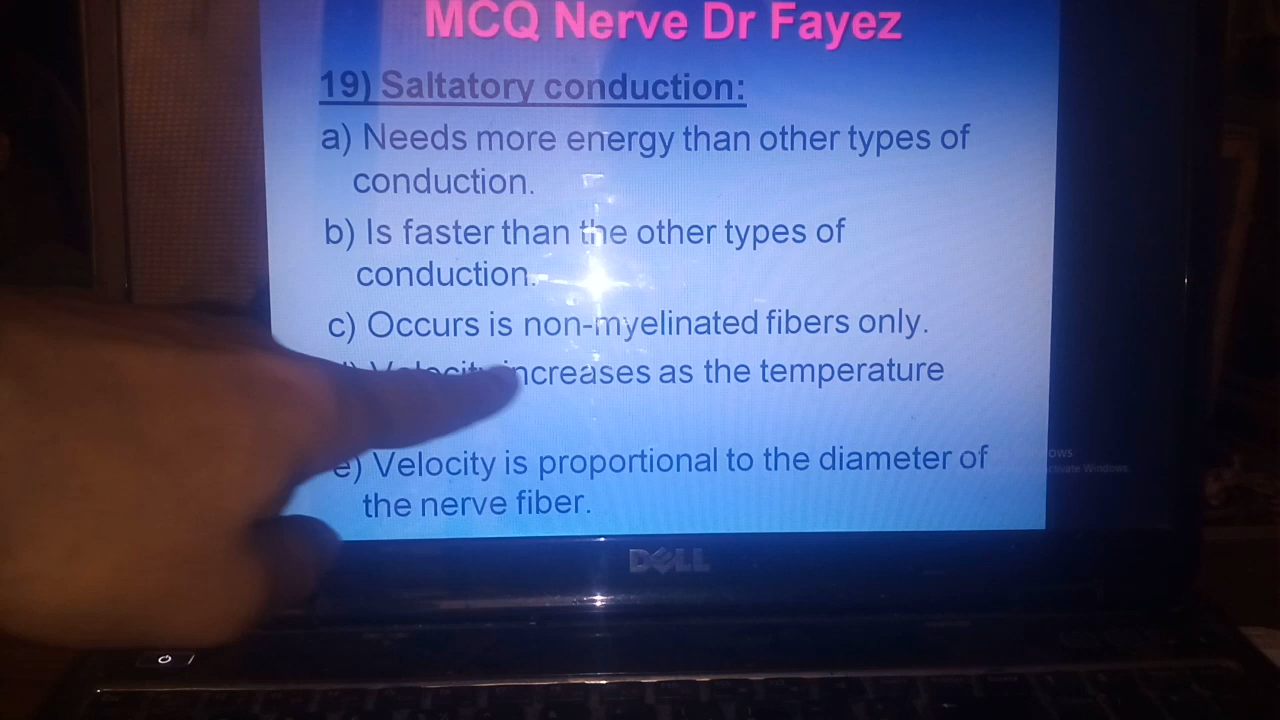 MCQ Nerve Dr Fayez
19) Saltatory conduction:
a) Needs more energy than other types of
conduction.
b) Is faster than the other types of
conduction.
c) Occurs is non-myelinated fibers only.
increases as the temperature
e) Velocity is proportional to the diameter of
the nerve fiber.
DELL